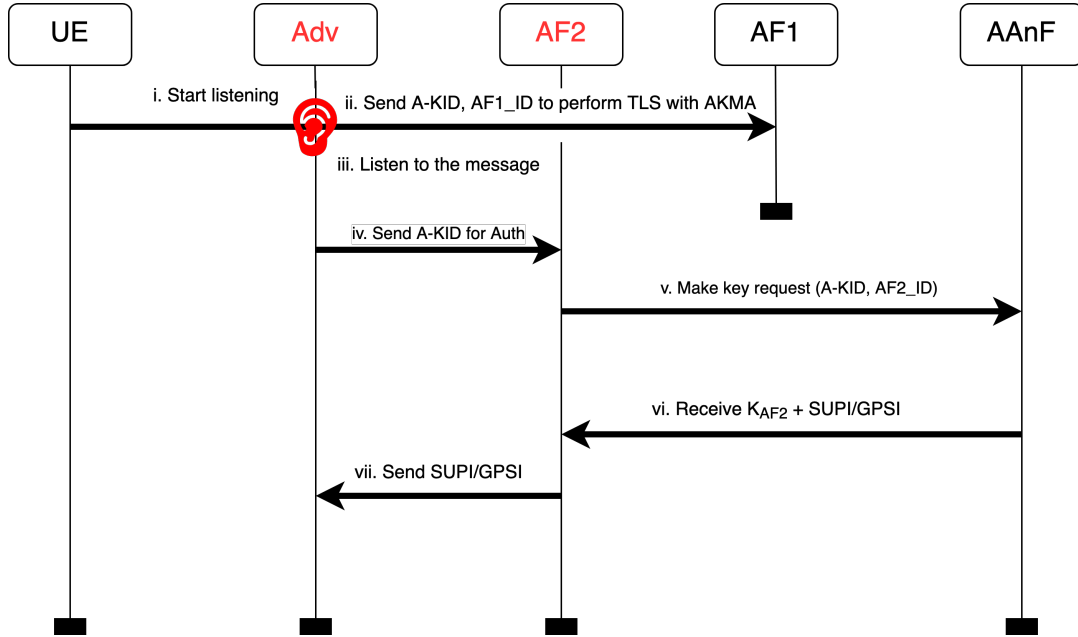 UE
Adv
AF2
AF1
AAnF
i. Start listening
ii. Send A-KID, AF1_ID to perform TLS with AKMA
iii. Listen to the message
iv. Send A-KID for Auth
v. Make key request (A-KID, AF2_ID)
vi. Receive K_AF2 + SUPI/GPSI
vii. Send SUPI/GPSI